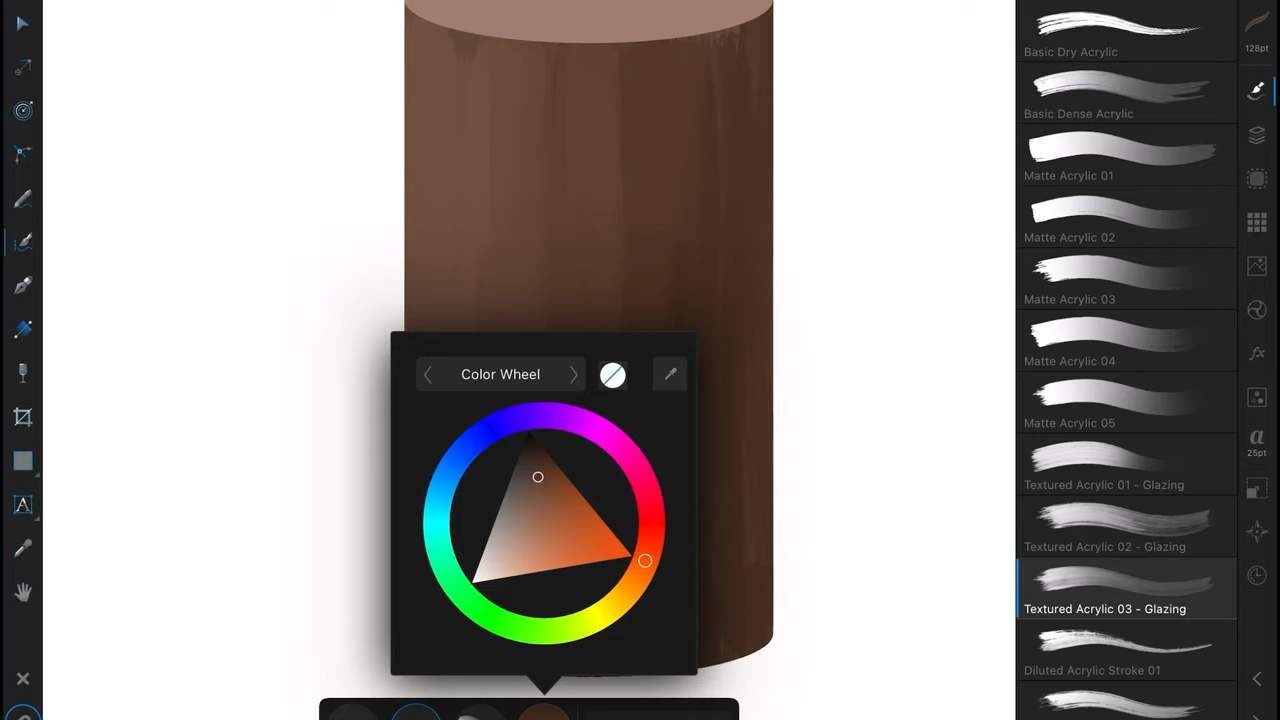 Basic Dry Acrylic
128pt
Basic Dense Acrylic
Matte Acrylic 01
Matte Acrylic 02
Matte Acrylic 03
fx
Matte Acrylic 04
Color Wheel
Matte Acrylic 05
a
25pt
Textured Acrylic 01 - Glazing
A
Textured Acrylic 02 - Glazing
Textured Acrylic 03 - Glazing
Diluted Acrylic Stroke 01